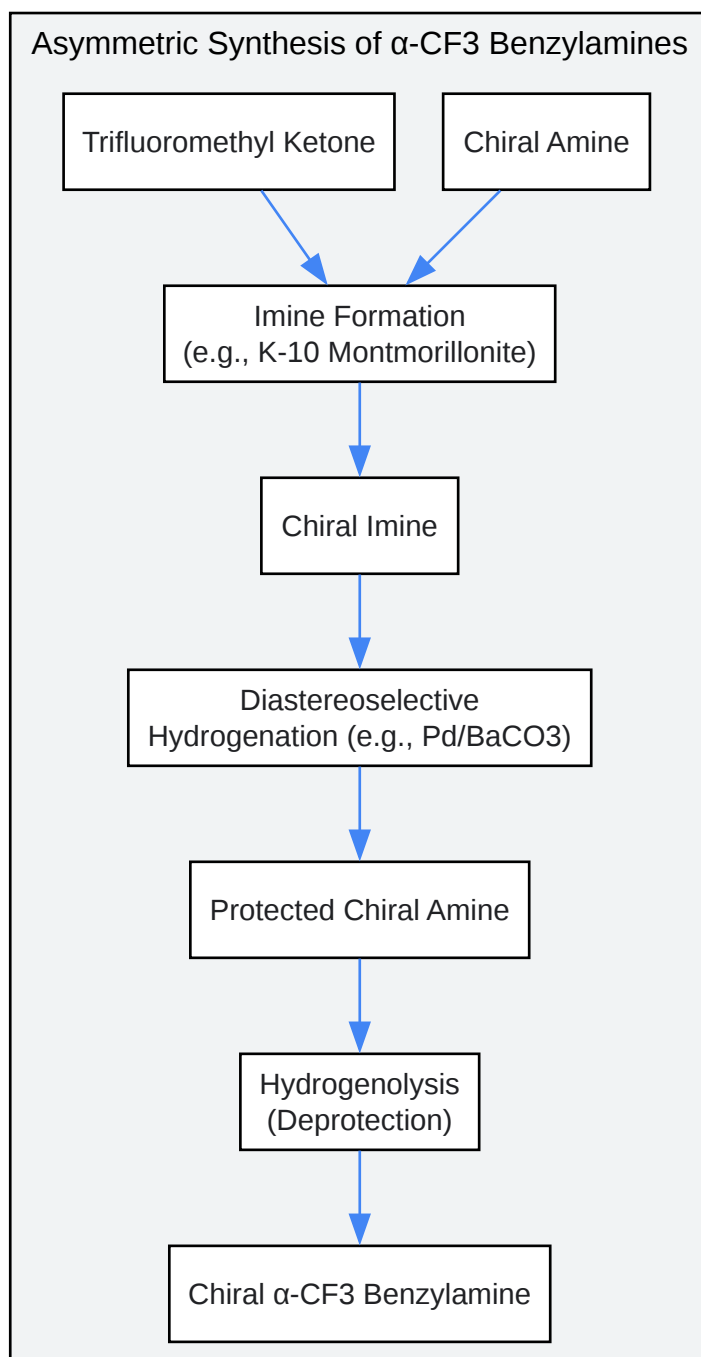 Asymmetric Synthesis of α-CF3 Benzylamines
Trifluoromethyl Ketone
Chiral Amine
Imine Formation
(e.g., K-10 Montmorillonite)
Chiral Imine
Diastereoselective
Hydrogenation (e.g., Pd/BaCO3)
Protected Chiral Amine
Hydrogenolysis
(Deprotection)
Chiral α-CF3 Benzylamine